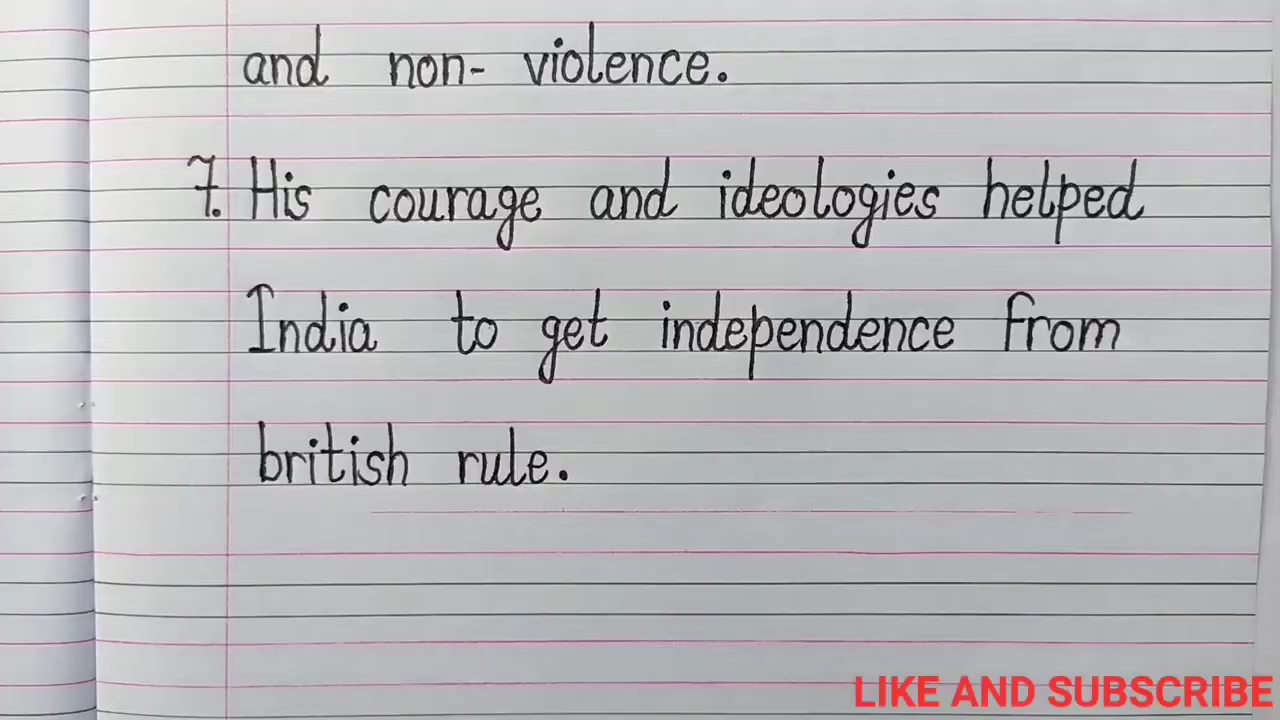 and non- violence.
7. His courage and ideologies helped
India to get independence from
british rule.
LIKE AND SUBSCRIBE